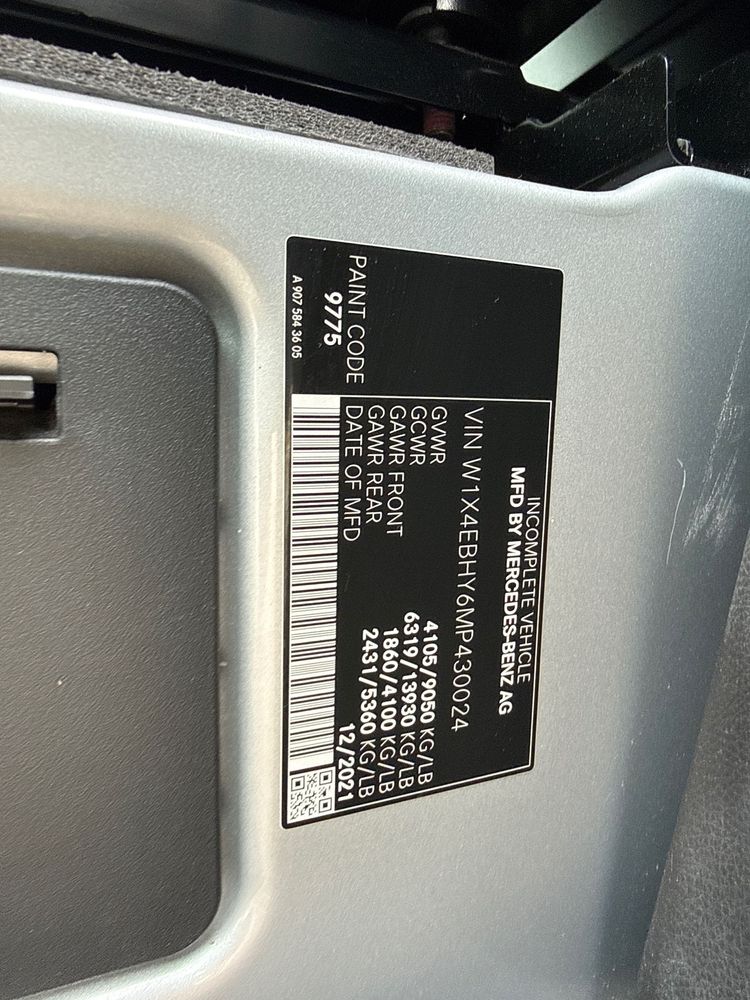 INCOMPLETE VEHICLE
MFD BY MERCEDES-BENZ AG
VIN W1X4EBHY6MP430024
GVWR 4105/9050 KG/LB
GCWR 6319/13930 KG/LB
GAWR FRONT 1860/4100 KG/LB
GAWR REAR 2431/5360 KG/LB
DATE OF MFD 12/2021
PAINT CODE
9775
A 907 584 36 05